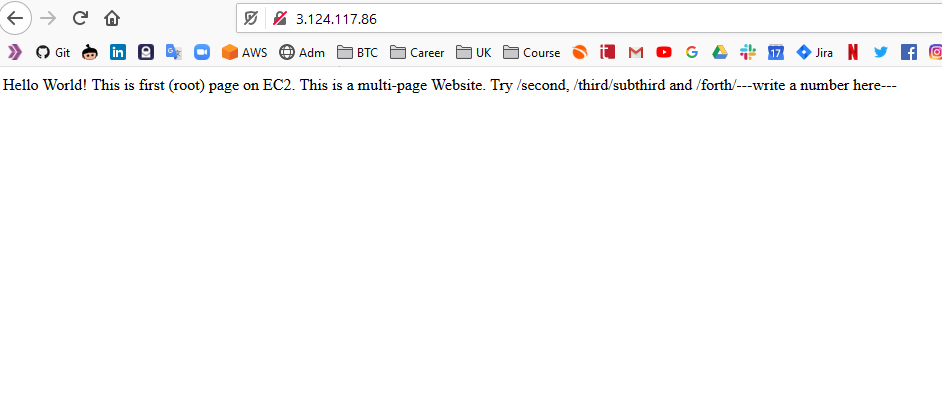 3.124.117.86
Git in AWS Adm BTC Career UK Course 17 Jira N
Hello World! This is first (root) page on EC2. This is a multi-page Website. Try /second, /third/subthird and /forth/---write a number here---